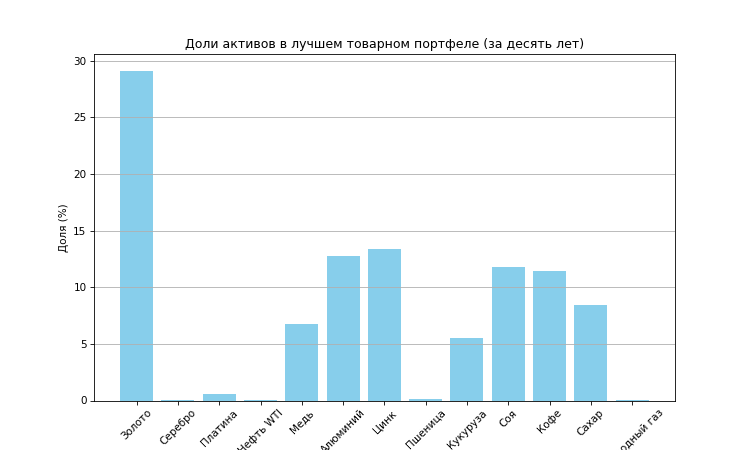 Доли активов в лучшем товарном портфеле (за десять лет)
Доля (%)
30
25
20
15
10
5
0
Золото
Серебро
Платина
Нефть WTI
Медь
Алюминий
Цинк
Пшеница
Кукуруза
Соя
Кофе
Сахар
газ